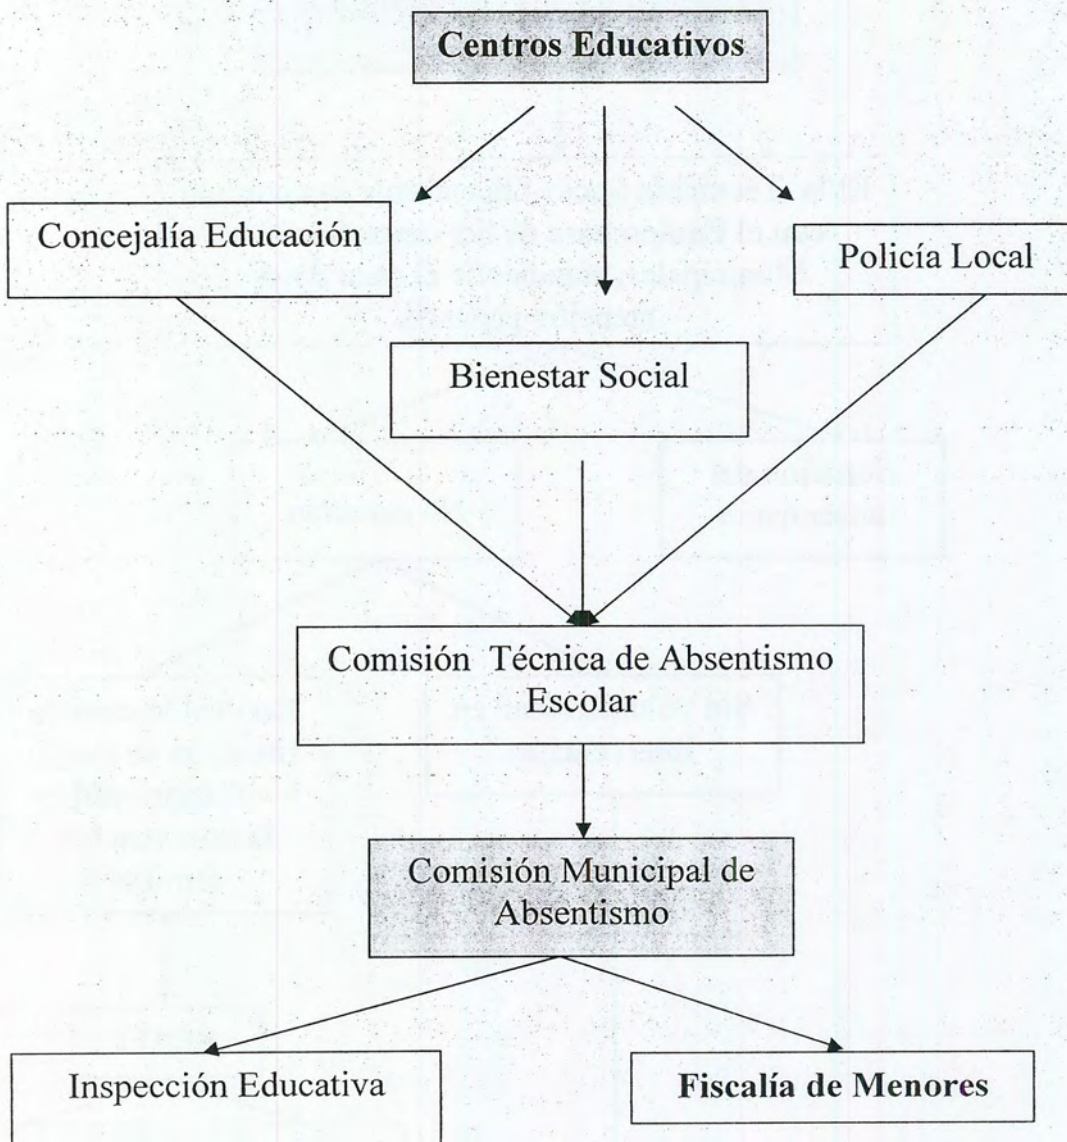 Centros Educativos
Concejalía Educación
Policía Local
Bienestar Social
Comisión Técnica de Absentismo
Escolar
Comisión Municipal de
Absentismo
Inspección Educativa
Fiscalía de Menores